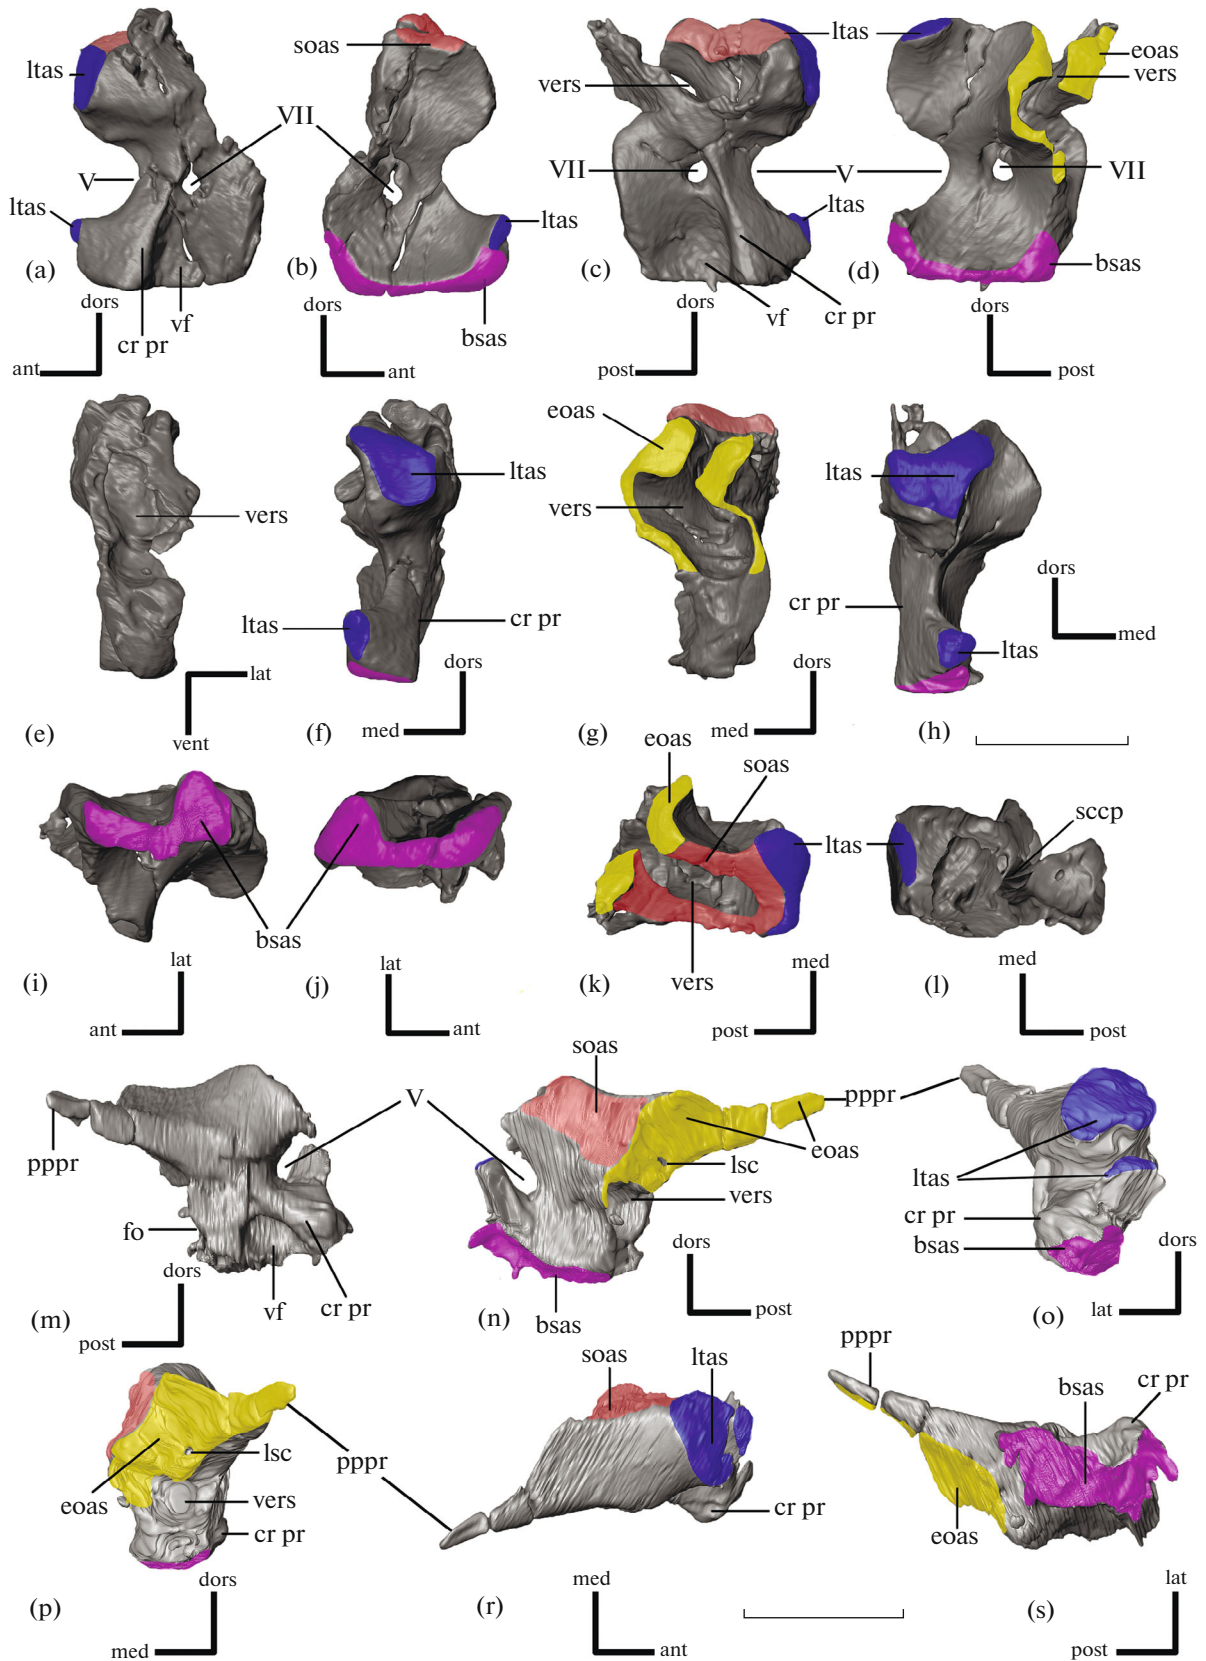 ltas
soas
ltas
eoas
vers
vers
VII
V
VII
V
VII
ltas
ltas
ltas
(a)
(b)
(c)
(d)
bsas
dors
vf
cr pr
ant
dors
bsas
ant
dors
vf
cr pr
post
dors
post
eoas
vers
ltas
vers
ltas
ltas
cr pr
cr pr
dors
med
ltas
lat
dors
dors
(e)
vent
(f)
med
(g)
med
(h)
eoas
soas
sccp
ltas
bsas
vers
(i)
lat
ant
(j)
lat
ant
(k)
med
post
(l)
med
post
soas
V
pppr
pppr
eoas
lsc
vers
ltas
fo
cr pr
bsas
dors
dors
dors
vf
cr pr
(m)
post
(n)
bsas
post
(o)
lat
soas
ltas
pppr
bsas
cr pr
lsc
pppr
eoas
vers
cr pr
cr pr
eoas
dors
med
lat
(p)
med
(r)
ant
(s)
post